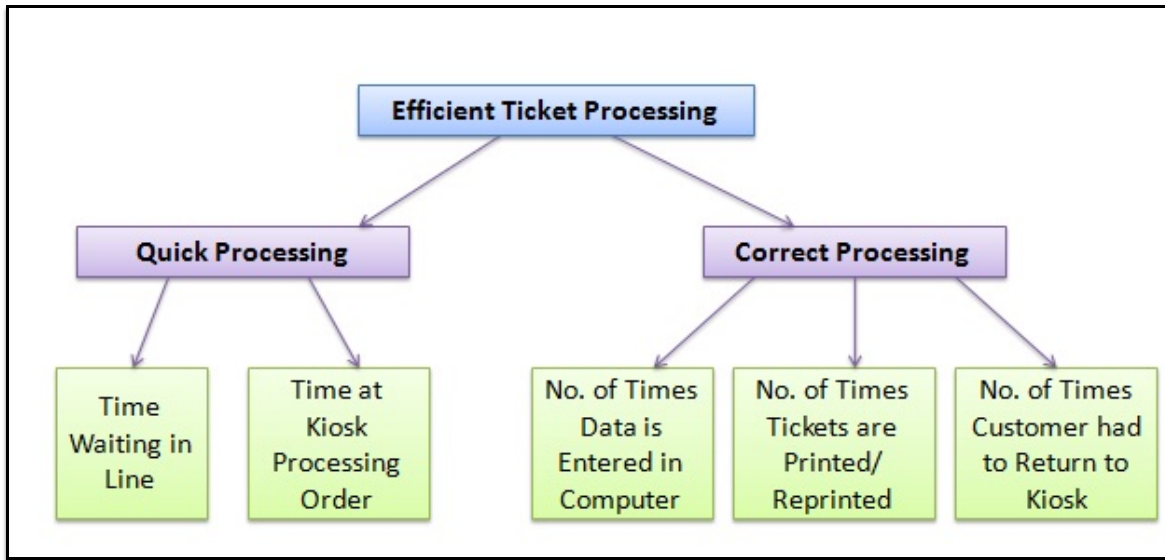 Efficient Ticket Processing
Quick Processing
Correct Processing
Time
Waiting in
Line
Time at
Kiosk
Processing
Order
No. of Times
Data is
Entered in
Computer
No. of Times
Tickets are
Printed/
Reprinted
No. of Times
Customer had
to Return to
Kiosk